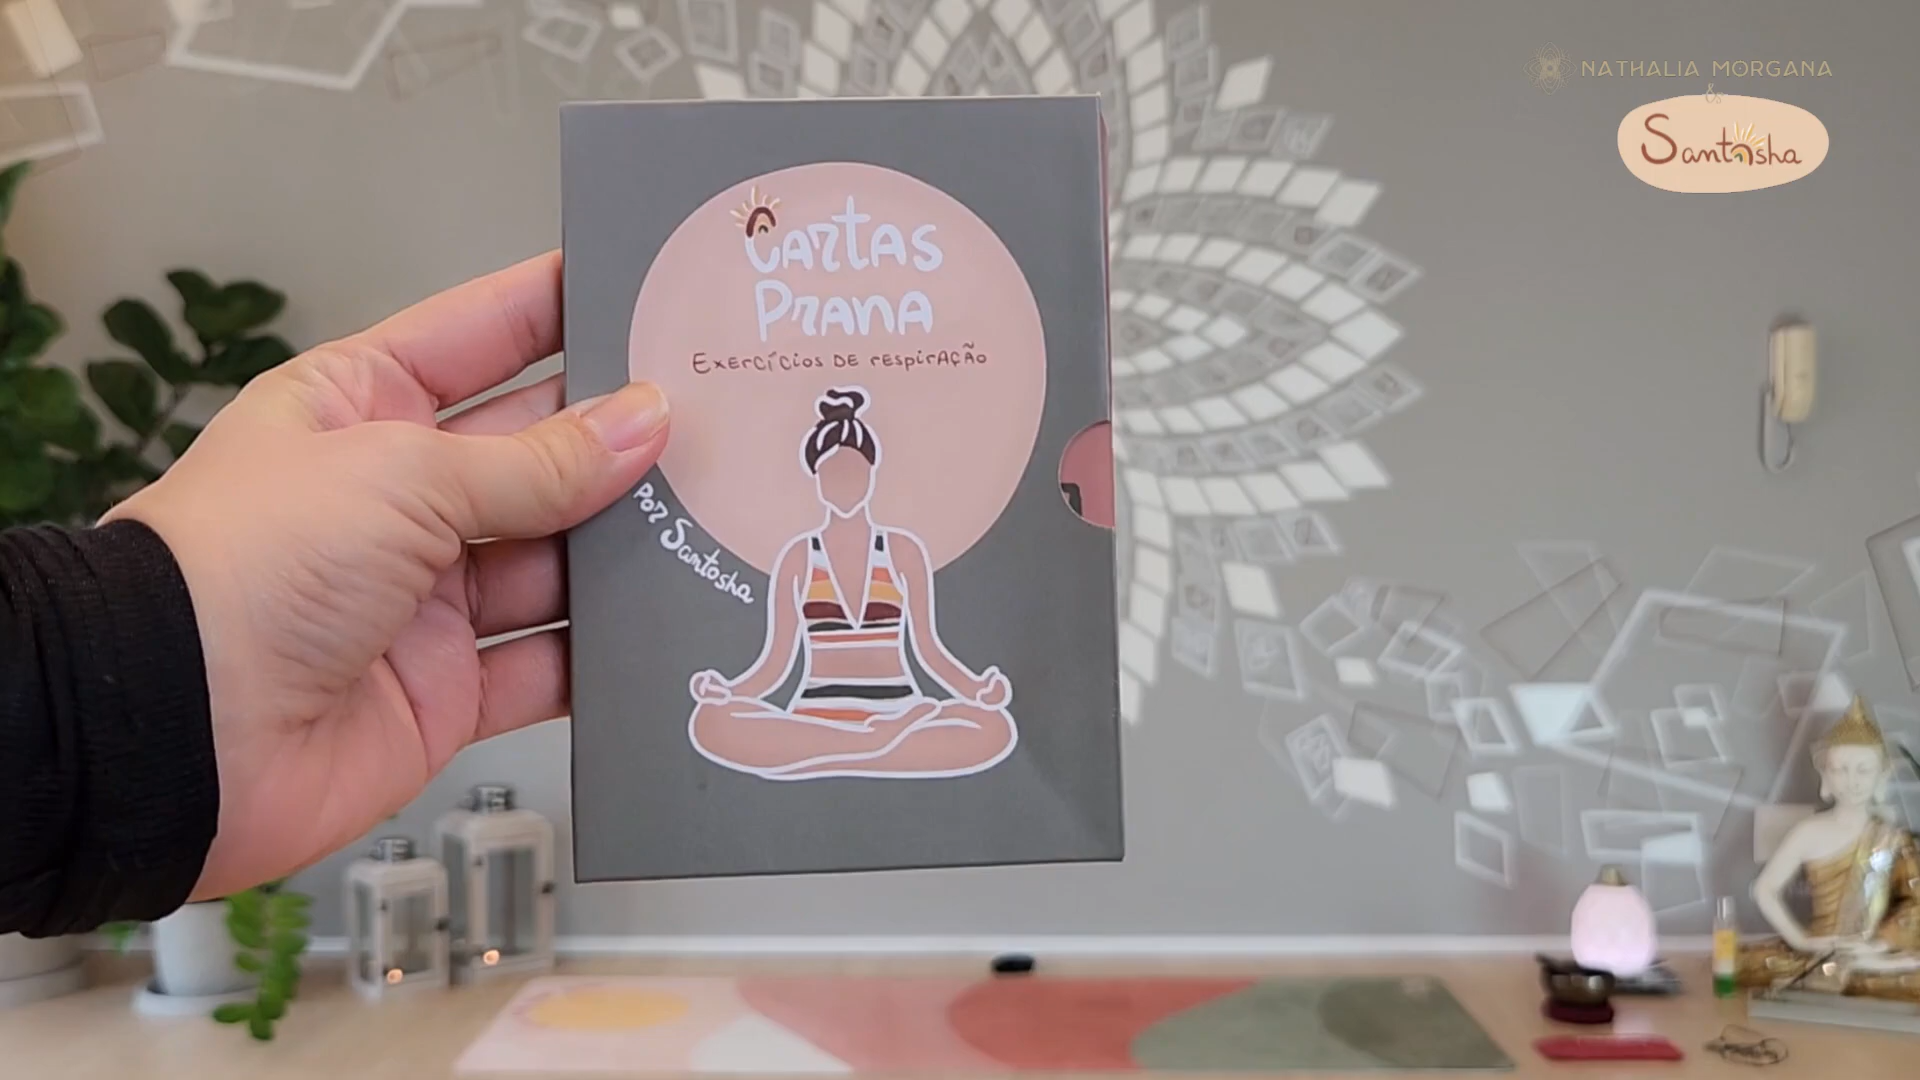 Cartas
Prana
Exercícios de respiração
por Santosha
NATHALIA MORGANA
&
Santosha